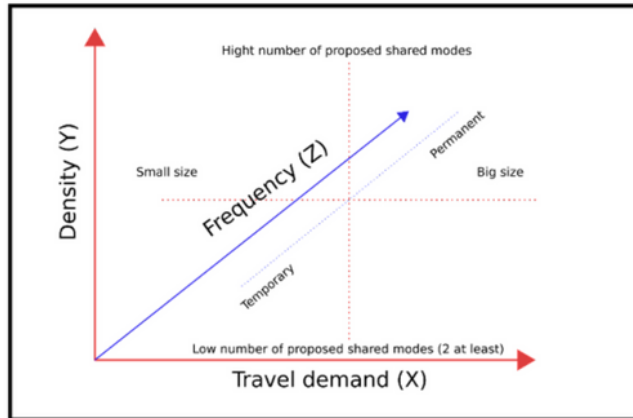 Hight number of proposed shared modes
Density (Y)
Frequency (Z)
Permanent
Small size
Big size
Temporary
Low number of proposed shared modes (2 at least)
Travel demand (X)